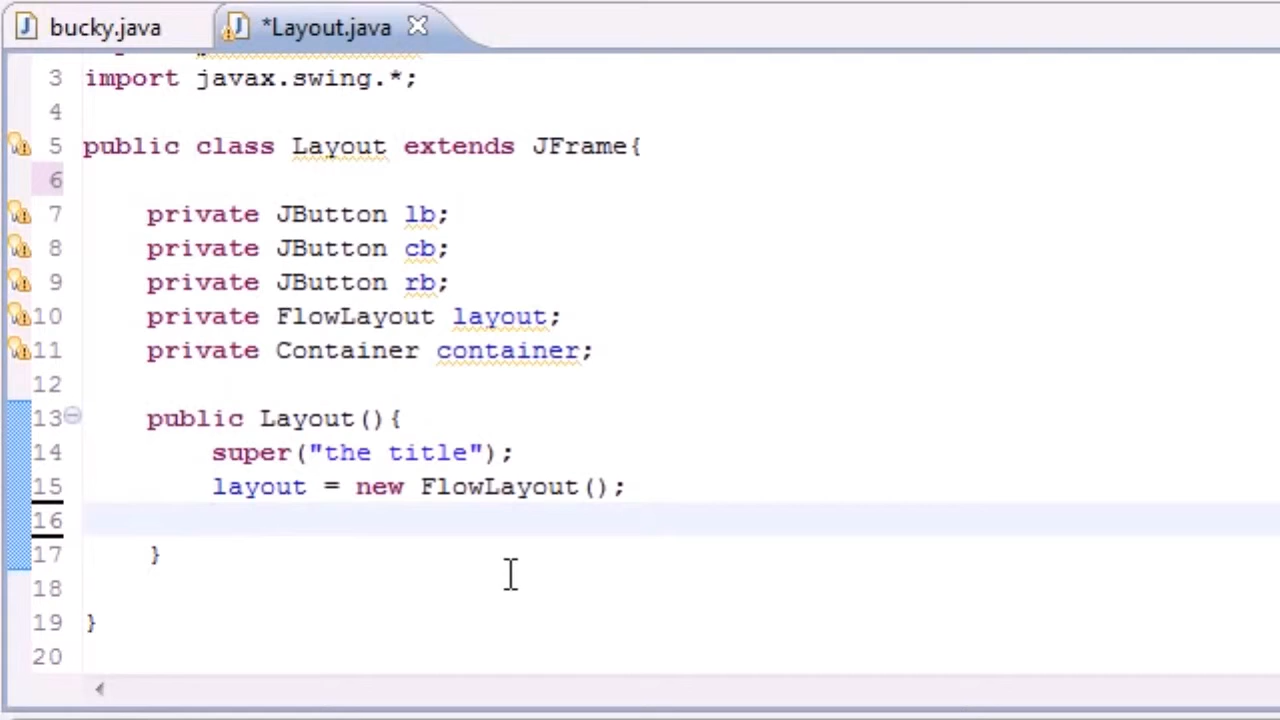 bucky.java
*Layout.java
3 import javax.swing.*;
4
5 public class Layout extends JFrame{
6
7 private JButton lb;
8 private JButton cb;
9 private JButton rb;
10 private FlowLayout layout;
11 private Container container;
12
13 public Layout(){
14 super("the title");
15 layout = new FlowLayout();
16
17 }
18
19 }
20